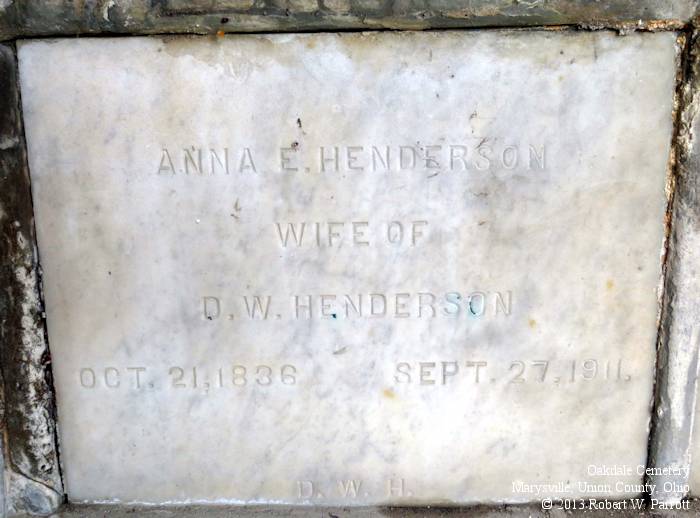 ANNA E. HENDERSON
WIFE OF
D. W. HENDERSON
OCT. 21, 1836 SEPT. 27, 1911.
D. W. H.
Oakdale Cemetery
Marysville, Union County, Ohio
© 2013 Robert W. Parrott